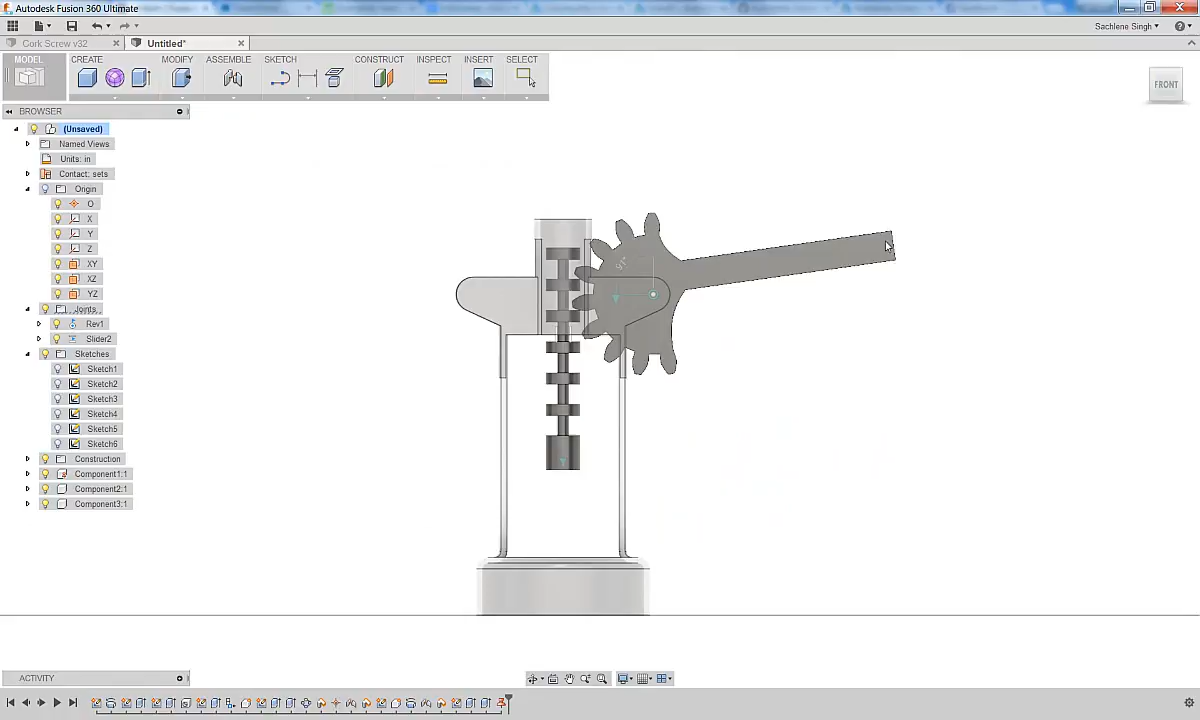 Autodesk Fusion 360 Ultimate
Sachlene Singh
Cork Screw v32
Untitled*
MODEL
CREATE
MODIFY
ASSEMBLE
SKETCH
CONSTRUCT
INSPECT
INSERT
SELECT
FRONT
BROWSER
(Unsaved)
Named Views
Units: in
Contact: sets
Origin
O
X
Y
Z
XY
XZ
YZ
Joints
Rev1
Slider2
Sketches
Sketch1
Sketch2
Sketch3
Sketch4
Sketch5
Sketch6
Construction
Component1:1
Component2:1
Component3:1
ACTIVITY